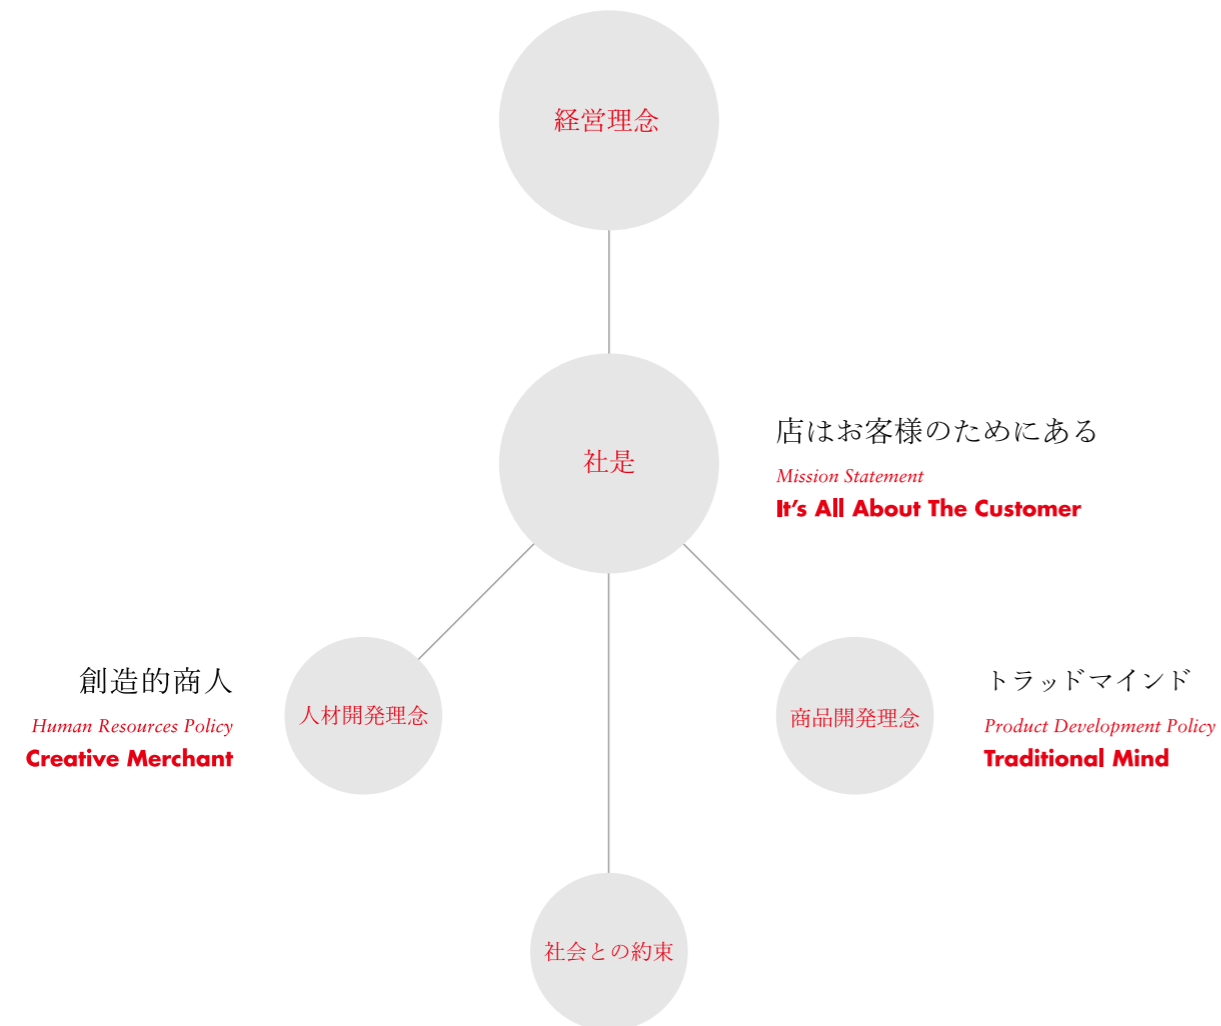 経営理念
社是
店はお客様のためにある
Mission Statement
It's All About The Customer
創造的商人
Human Resources Policy
Creative Merchant
人材開発理念
商品開発理念
トラッドマインド
Product Development Policy
Traditional Mind
社会との約束